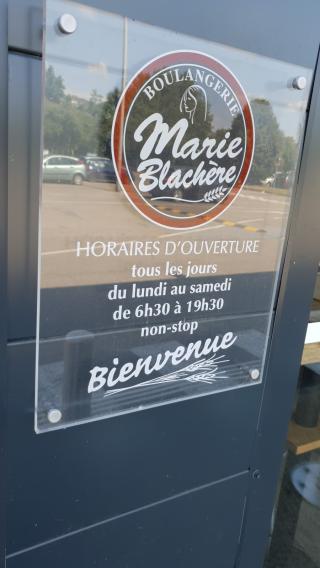 BOULANGERIE
Marie
Blachère
HORAIRES D'OUVERTURE
tous les jours
du lundi au samedi
de 6h30 à 19h30
non-stop
Bienvenue